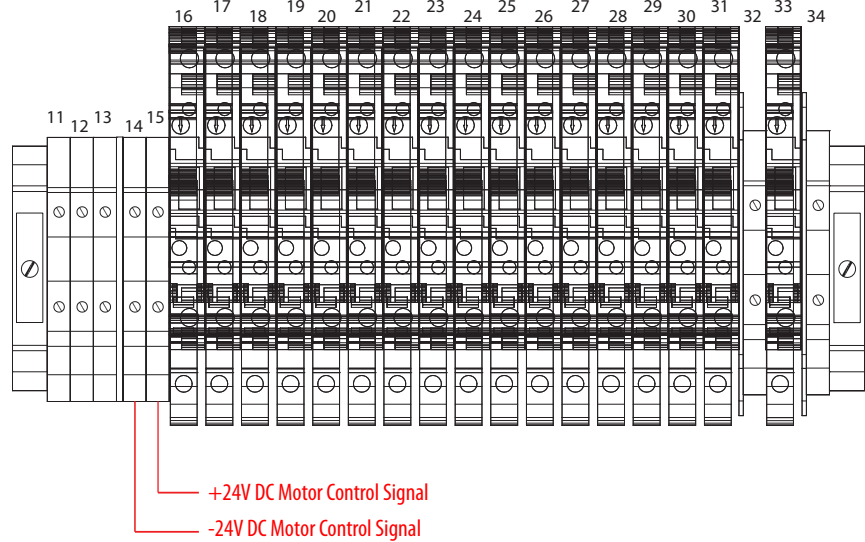 16 17 18 19 20 21 22 23 24 25 26 27 28 29 30 31 32 33 34
11 12 13 14 15
+24V DC Motor Control Signal
-24V DC Motor Control Signal